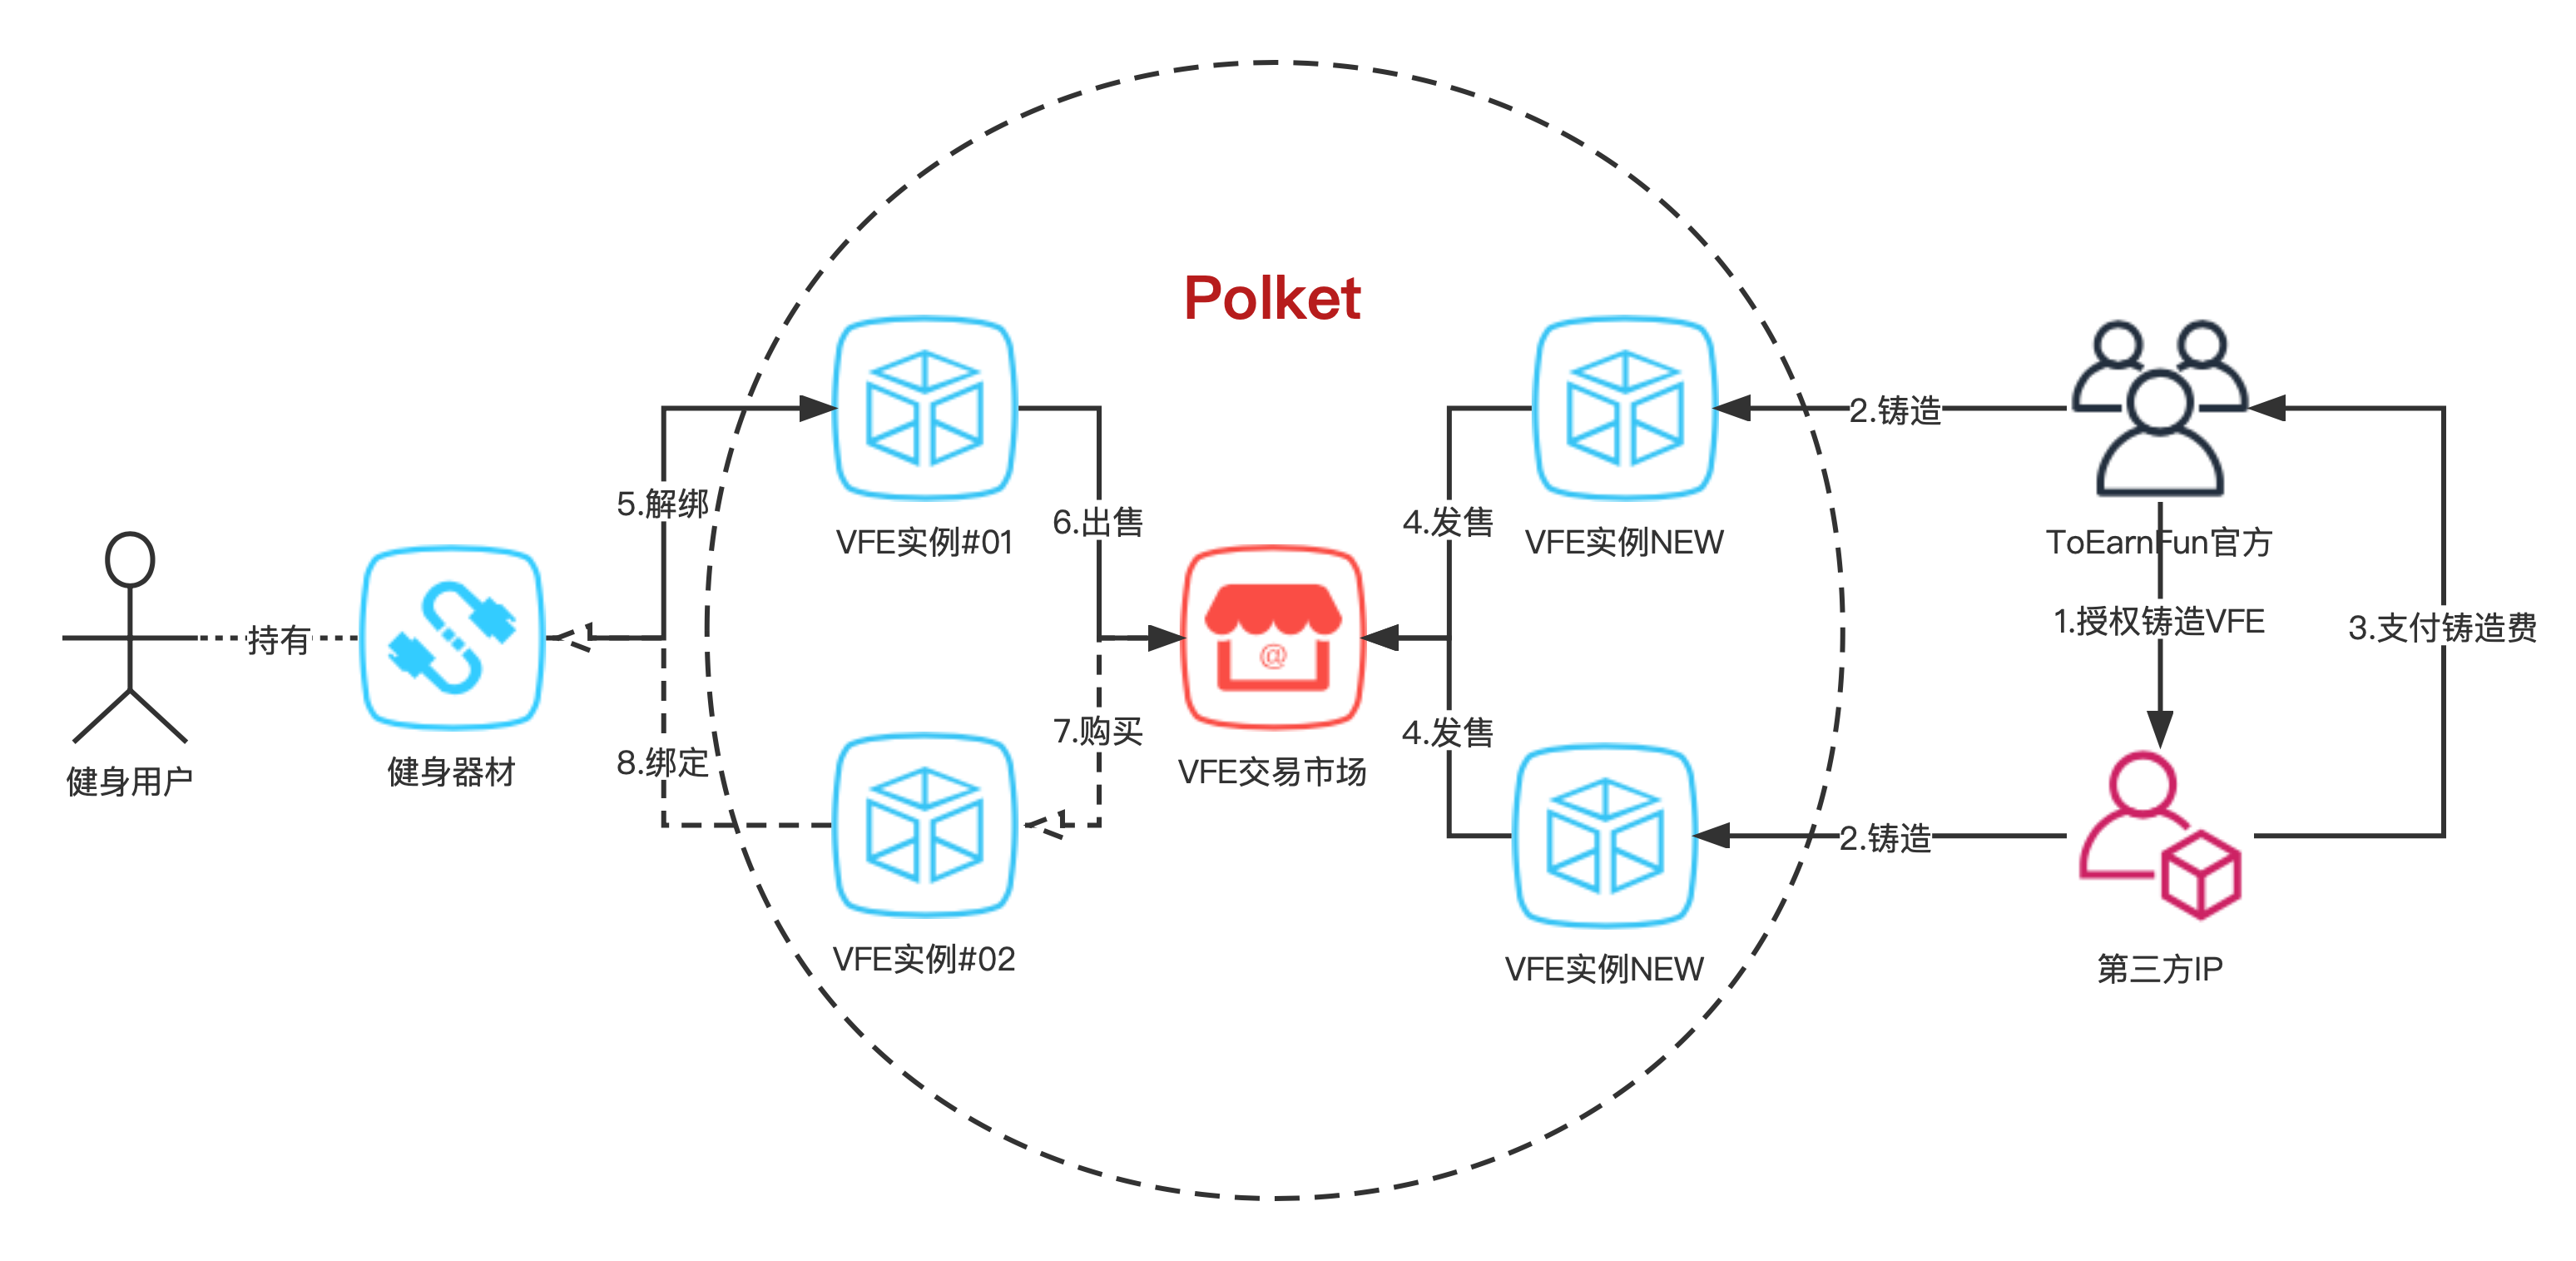 Polket
2.铸造
5.解绑
VFE实例#01
6.出售
4.发售
VFE实例NEW
ToEarnFun官方
1.授权铸造VFE
3.支付铸造费
持有
@
健身用户
健身器材
8.绑定
7.购买
VFE交易市场
4.发售
2.铸造
VFE实例#02
VFE实例NEW
第三方IP